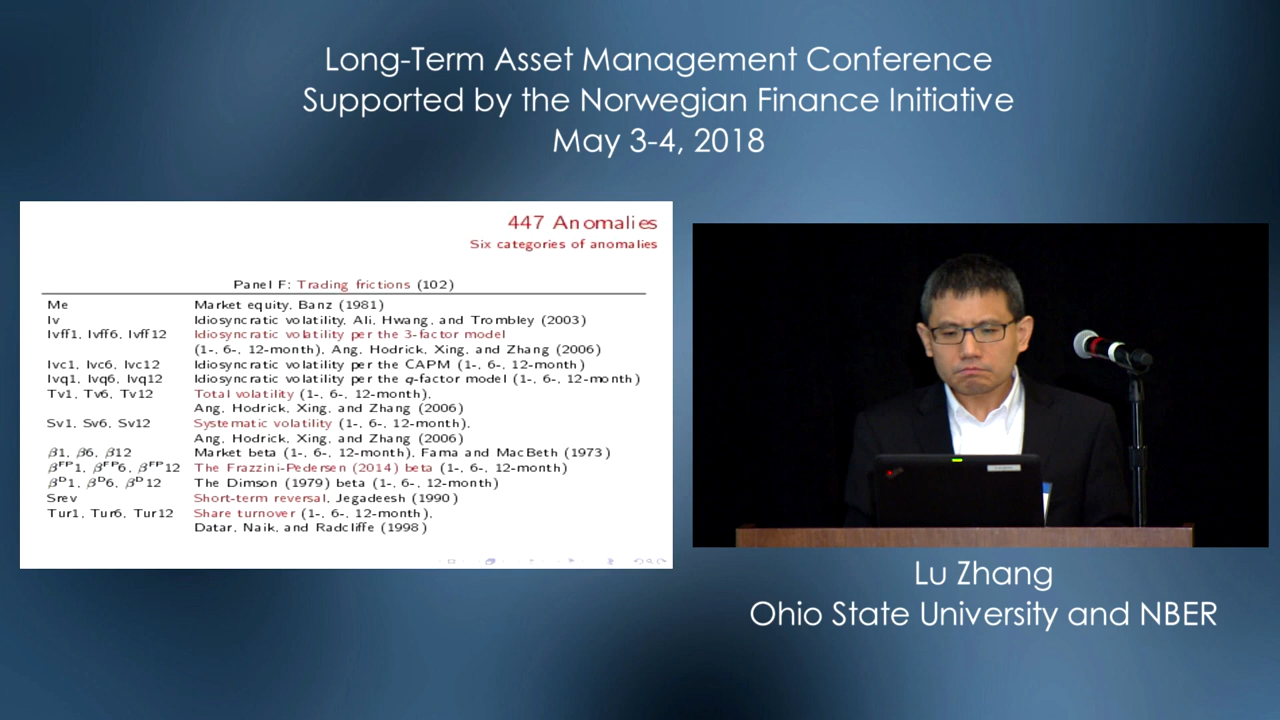 Long-Term Asset Management Conference
Supported by the Norwegian Finance Initiative
May 3-4, 2018
447 Anomalies
Six categories of anomalies
Panel F: Trading frictions (102)
Me Market equity, Banz (1981)
Iv Idiosyncratic volatility, Ali, Hwang, and Trombley (2003)
Ivff1, Ivff6, Ivff12 Idiosyncratic volatility per the 3-factor model
(1-, 6-, 12-month), Ang, Hodrick, Xing, and Zhang (2006)
Ivc1, Ivc6, Ivc12 Idiosyncratic volatility per the CAPM (1-, 6-, 12-month)
Ivq1, Ivq6, Ivq12 Idiosyncratic volatility per the q-factor model (1-, 6-, 12-month)
Tv1, Tv6, Tv12 Total volatility (1-, 6-, 12-month),
Ang, Hodrick, Xing, and Zhang (2006)
Sv1, Sv6, Sv12 Systematic volatility (1-, 6-, 12-month),
Ang, Hodrick, Xing, and Zhang (2006)
β1, β6, β12 Market beta (1-, 6-, 12-month), Fama and MacBeth (1973)
β^FP1, β^FP6, β^FP12 The Frazzini-Pedersen (2014) beta (1-, 6-, 12-month)
β^D1, β^D6, β^D12 The Dimson (1979) beta (1-, 6-, 12-month)
Srev Short-term reversal, Jegadeesh (1990)
Tur1, Tur6, Tur12 Share turnover (1-, 6-, 12-month),
Datar, Naik, and Radcliffe (1998)
Lu Zhang
Ohio State University and NBER